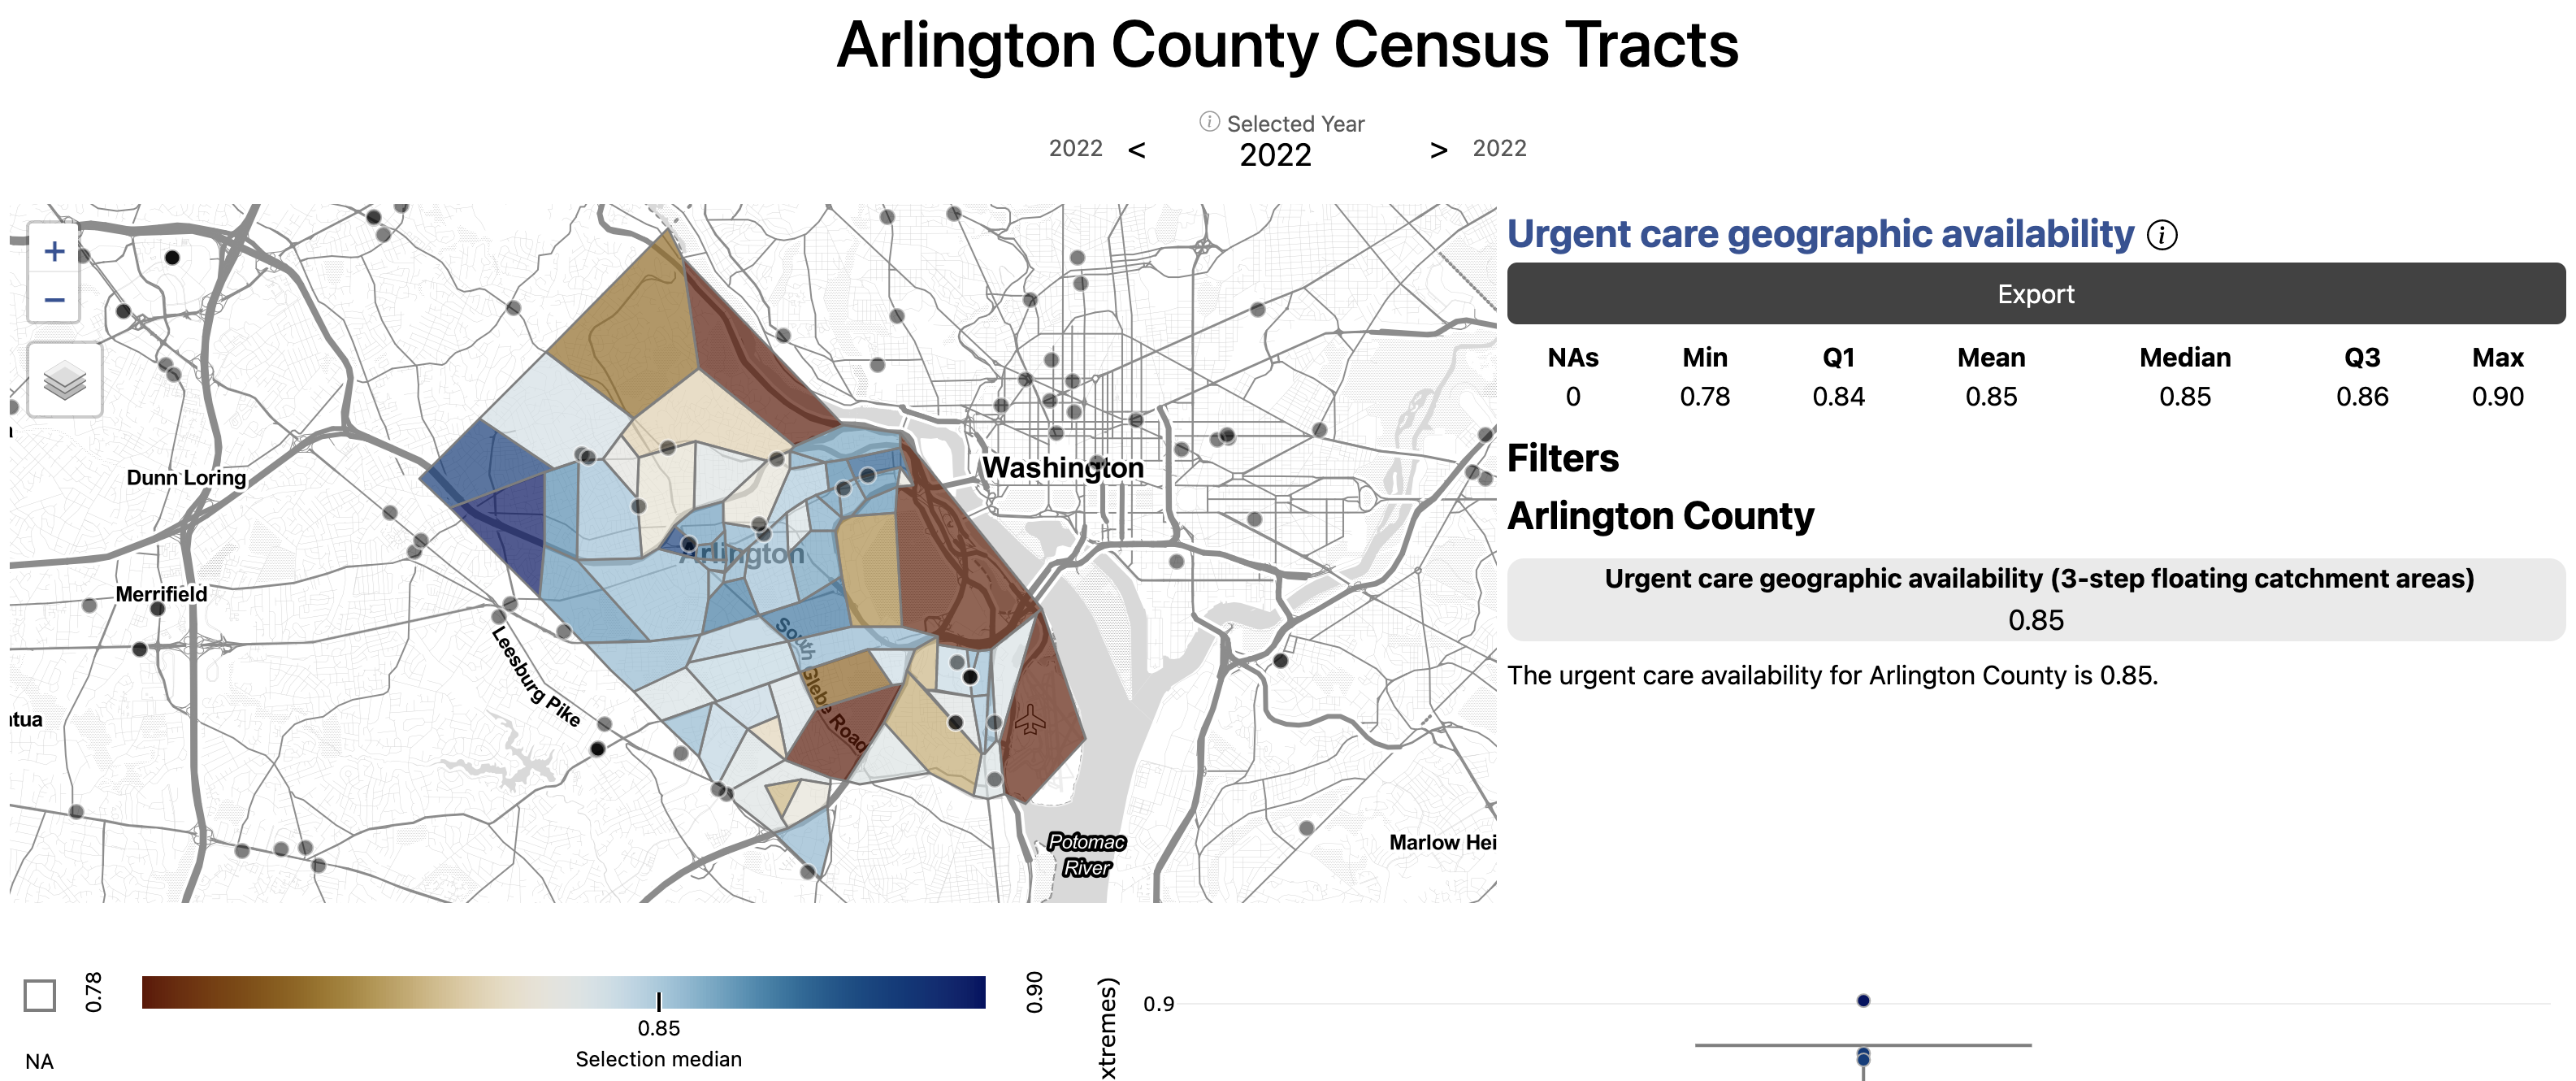 Arlington County Census Tracts
ⓘ Selected Year
2022 < 2022 > 2022
+
−
Dunn Loring
Merrifield
Leesburg Pike
ntua
Arlington
South Glebe Road
Washington
Potomac
River
Marlow Hei
Urgent care geographic availability ⓘ
Export
NAs Min Q1 Mean Median Q3 Max
0 0.78 0.84 0.85 0.85 0.86 0.90
Filters
Arlington County
Urgent care geographic availability (3-step floating catchment areas)
0.85
The urgent care availability for Arlington County is 0.85.
NA
0.78
0.90
0.85
Selection median
xtremes)
0.9